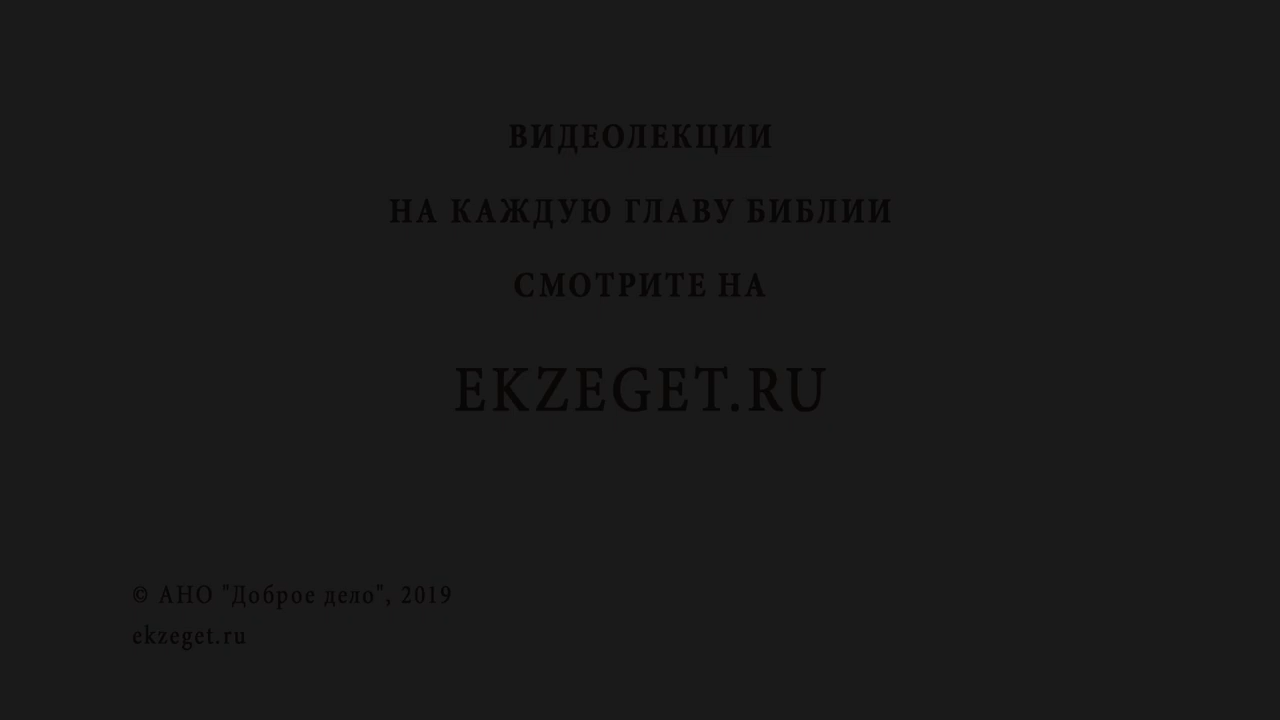 ВИДЕОЛЕКЦИИ
НА КАЖДУЮ ГЛАВУ БИБЛИИ
СМОТРИТЕ НА
EKZEGET.RU
© АНО "Доброе дело", 2019
ekzeget.ru